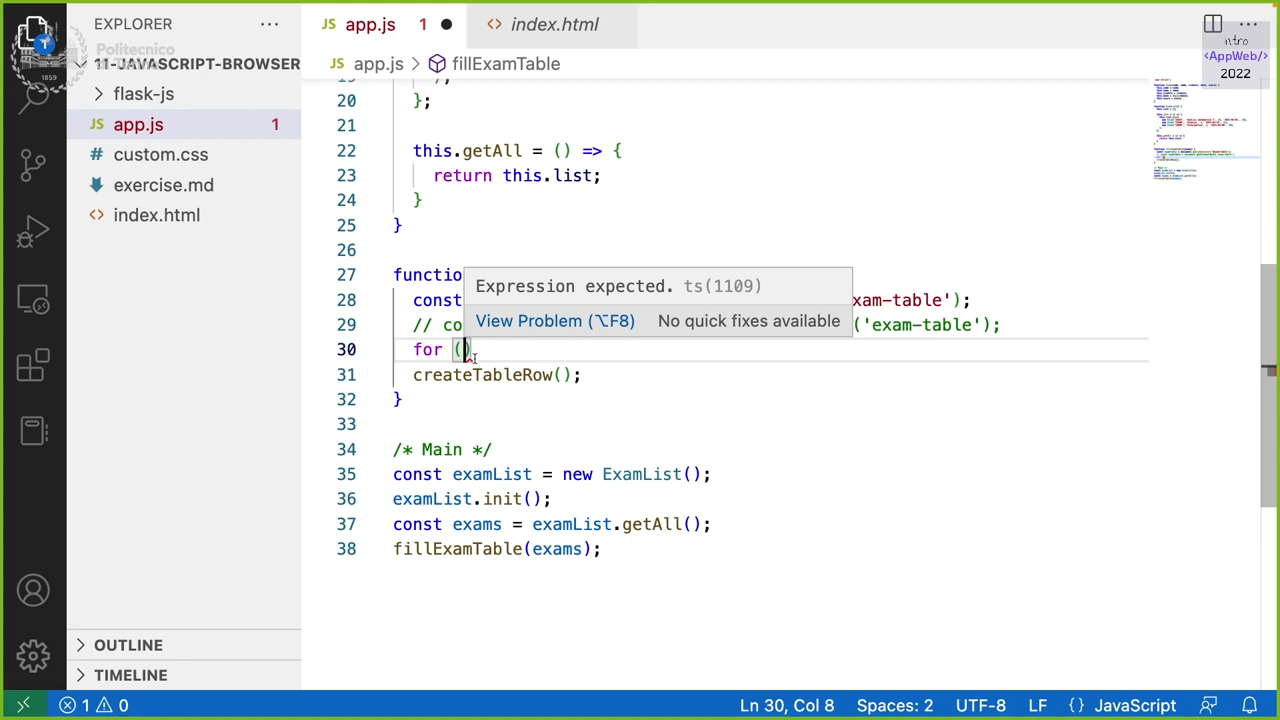 EXPLORER
JS app.js 1
<> index.html
ntro
<AppWeb/>
2022
Politecnico
1859
11-JAVASCRIPT-BROWSER
JS app.js > fillExamTable
flask-js
JS app.js 1
# custom.css
exercise.md
<> index.html
20 };
21
22 this.getAll = () => {
23 return this.list;
24 }
25 }
26
27 functio
Expression expected. ts(1109)
28 const xam-table');
View Problem (⌥F8) No quick fixes available
29 // co ('exam-table');
30 for ()
31 createTableRow();
32 }
33
34 /* Main */
35 const examList = new ExamList();
36 examList.init();
37 const exams = examList.getAll();
38 fillExamTable(exams);
OUTLINE
TIMELINE
1 0
Ln 30, Col 8 Spaces: 2 UTF-8 LF {} JavaScript